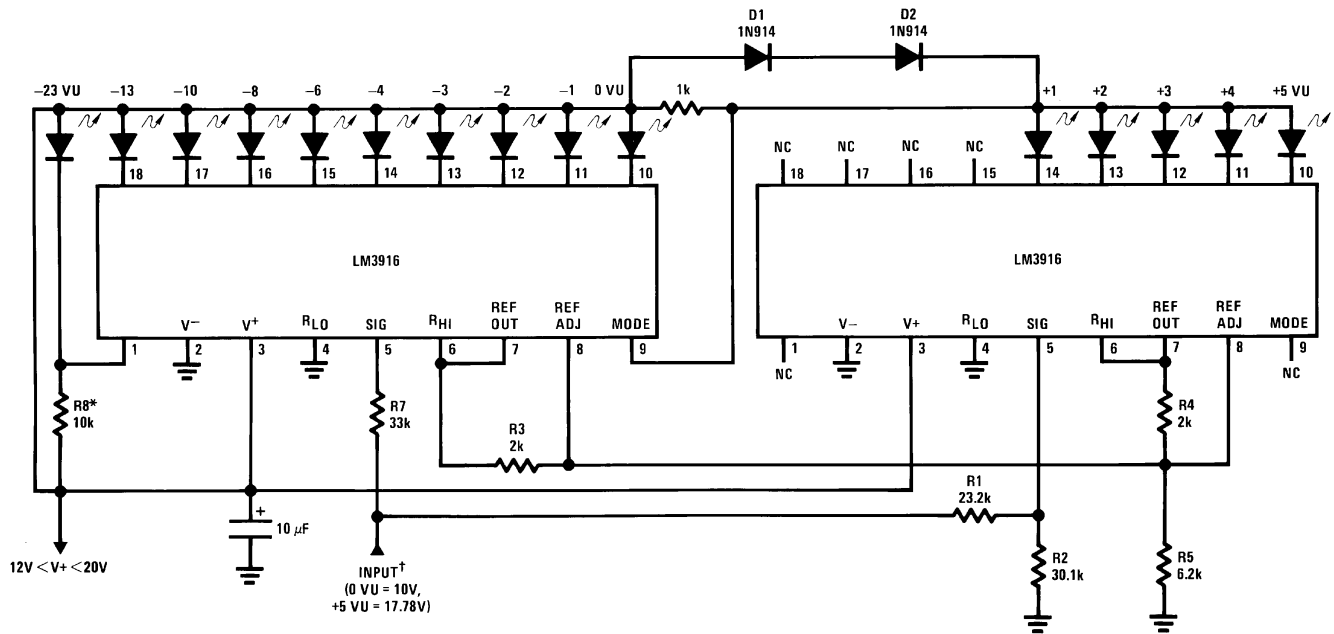 D1
1N914
D2
1N914
–23 VU –13 –10 –8 –6 –4 –3 –2 –1 0 VU 1k +1 +2 +3 +4 +5 VU
NC NC NC NC
18 17 16 15 14 13 12 11 10 18 17 16 15 14 13 12 11 10
LM3916 LM3916
V– V+ RLO SIG RHI REF OUT REF ADJ MODE
V– V+ RLO SIG RHI REF OUT REF ADJ MODE
1 2 3 4 5 6 7 8 9 1 2 3 4 5 6 7 8 9
NC NC
R8*
10k
R7
33k
R3
2k
R4
2k
R1
23.2k
+
10 μF
R2
30.1k
R5
6.2k
12V <V+ <20V
INPUT†
(0 VU = 10V,
+5 VU = 17.78V)